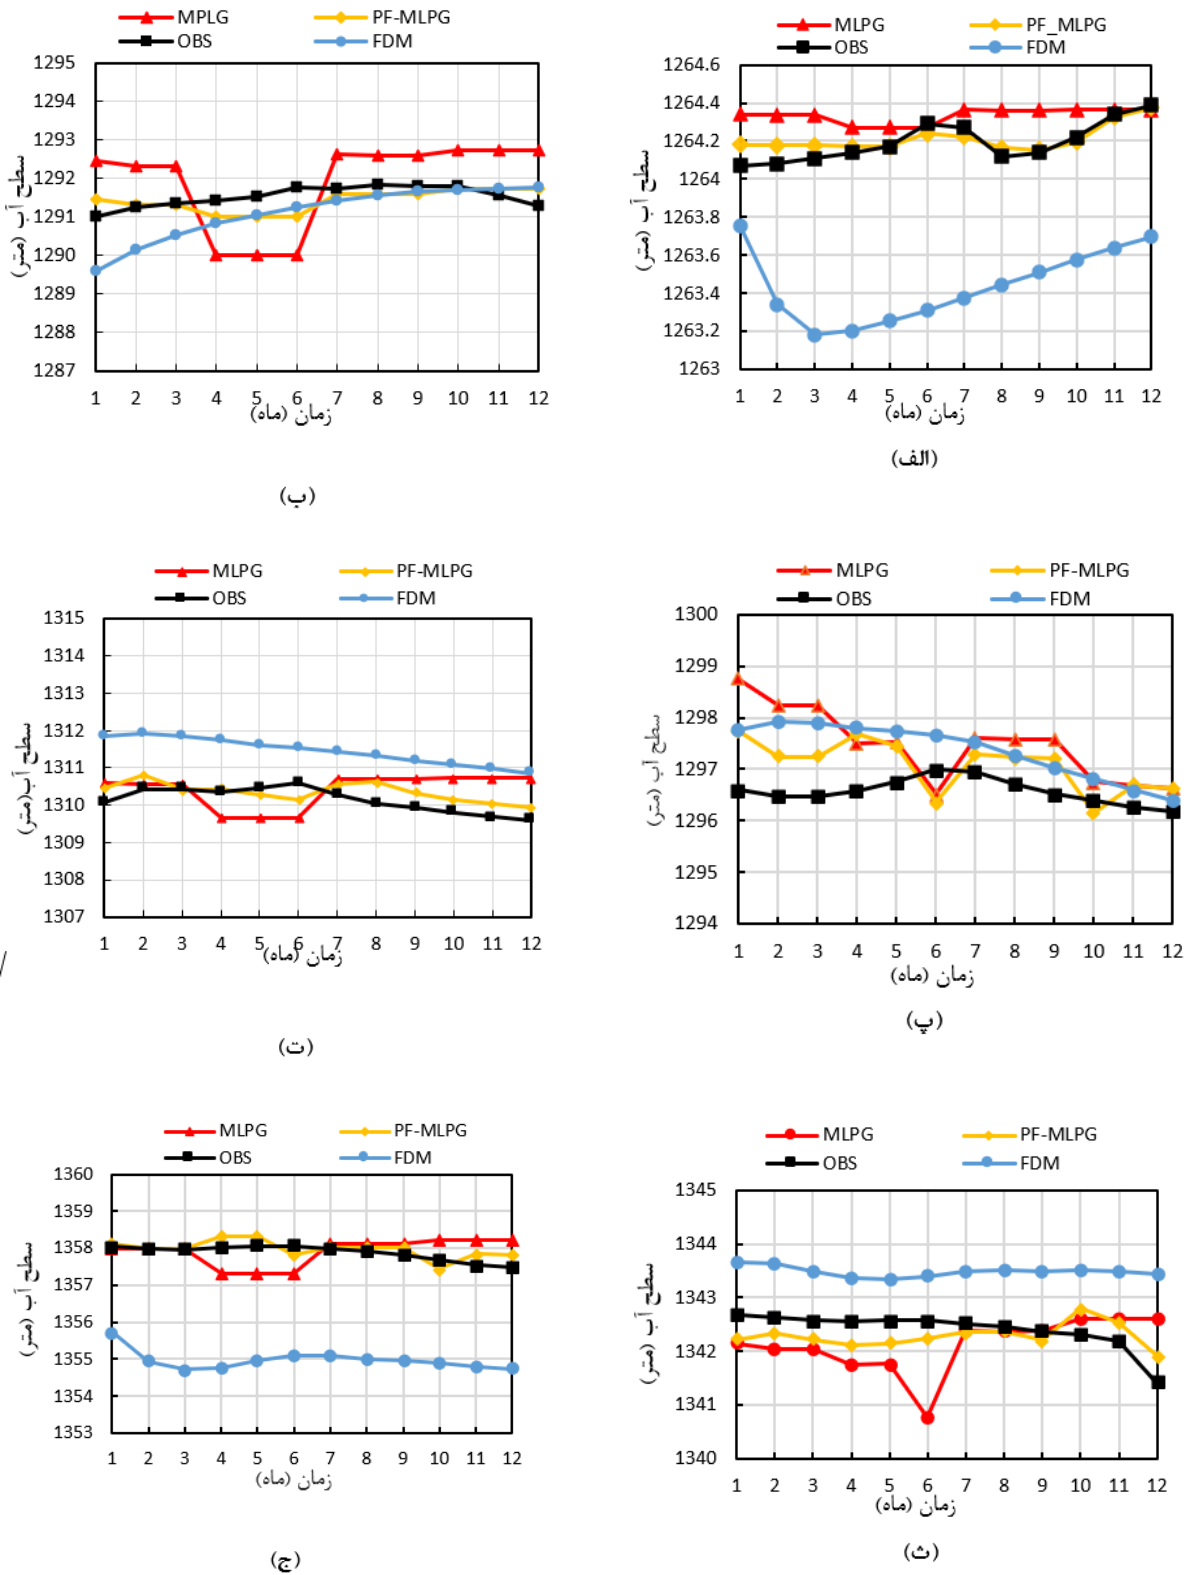 MLPG PF_MLPG
OBS FDM
1264.6
1264.4
1264.2
1264
1263.8
1263.6
1263.4
1263.2
1263
سطح آب (متر)
1 2 3 4 5 6 7 8 9 10 11 12
زمان (ماه)
(الف)
MPLG PF-MLPG
OBS FDM
1295
1294
1293
1292
1291
1290
1289
1288
1287
سطح آب (متر)
1 2 3 4 5 6 7 8 9 10 11 12
زمان (ماه)
(ب)
MLPG PF-MLPG
OBS FDM
1300
1299
1298
1297
1296
1295
1294
سطح آب (متر)
1 2 3 4 5 6 7 8 9 10 11 12
زمان (ماه)
(پ)
MLPG PF-MLPG
OBS FDM
1315
1314
1313
1312
1311
1310
1309
1308
1307
سطح آب(متر)
1 2 3 4 5 6 7 8 9 10 11 12
زمان (ماه)
/
(ت)
MLPG PF-MLPG
OBS FDM
1345
1344
1343
1342
1341
1340
سطح آب (متر)
1 2 3 4 5 6 7 8 9 10 11 12
زمان (ماه)
(ث)
MLPG PF-MLPG
OBS FDM
1360
1359
1358
1357
1356
1355
1354
1353
سطح آب (متر)
1 2 3 4 5 6 7 8 9 10 11 12
زمان (ماه)
(ج)